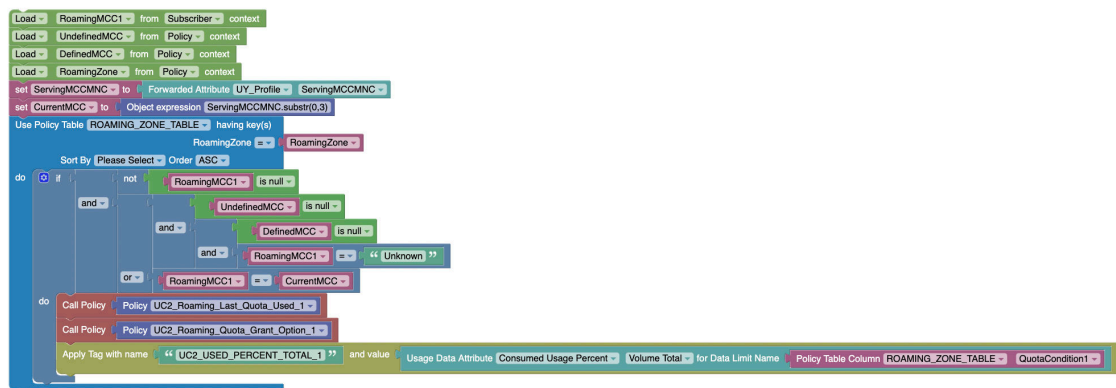 Load RoamingMCC1 from Subscriber context
Load UndefinedMCC from Policy context
Load DefinedMCC from Policy context
Load RoamingZone from Policy context
set ServingMCCMNC to Forwarded Attribute UY_Profile ServingMCCMNC
set CurrentMCC to Object expression ServingMCCMNC.substr(0,3)
Use Policy Table ROAMING_ZONE_TABLE having key(s)
RoamingZone = RoamingZone
Sort By Please Select Order ASC
do if not RoamingMCC1 is null
and UndefinedMCC is null
and DefinedMCC is null
and RoamingMCC1 = “ Unknown ”
or RoamingMCC1 = CurrentMCC
do Call Policy Policy UC2_Roaming_Last_Quota_Used_1
Call Policy Policy UC2_Roaming_Quota_Grant_Option_1
Apply Tag with name “ UC2_USED_PERCENT_TOTAL_1 ” and value Usage Data Attribute Consumed Usage Percent Volume Total for Data Limit Name Policy Table Column ROAMING_ZONE_TABLE QuotaCondition1